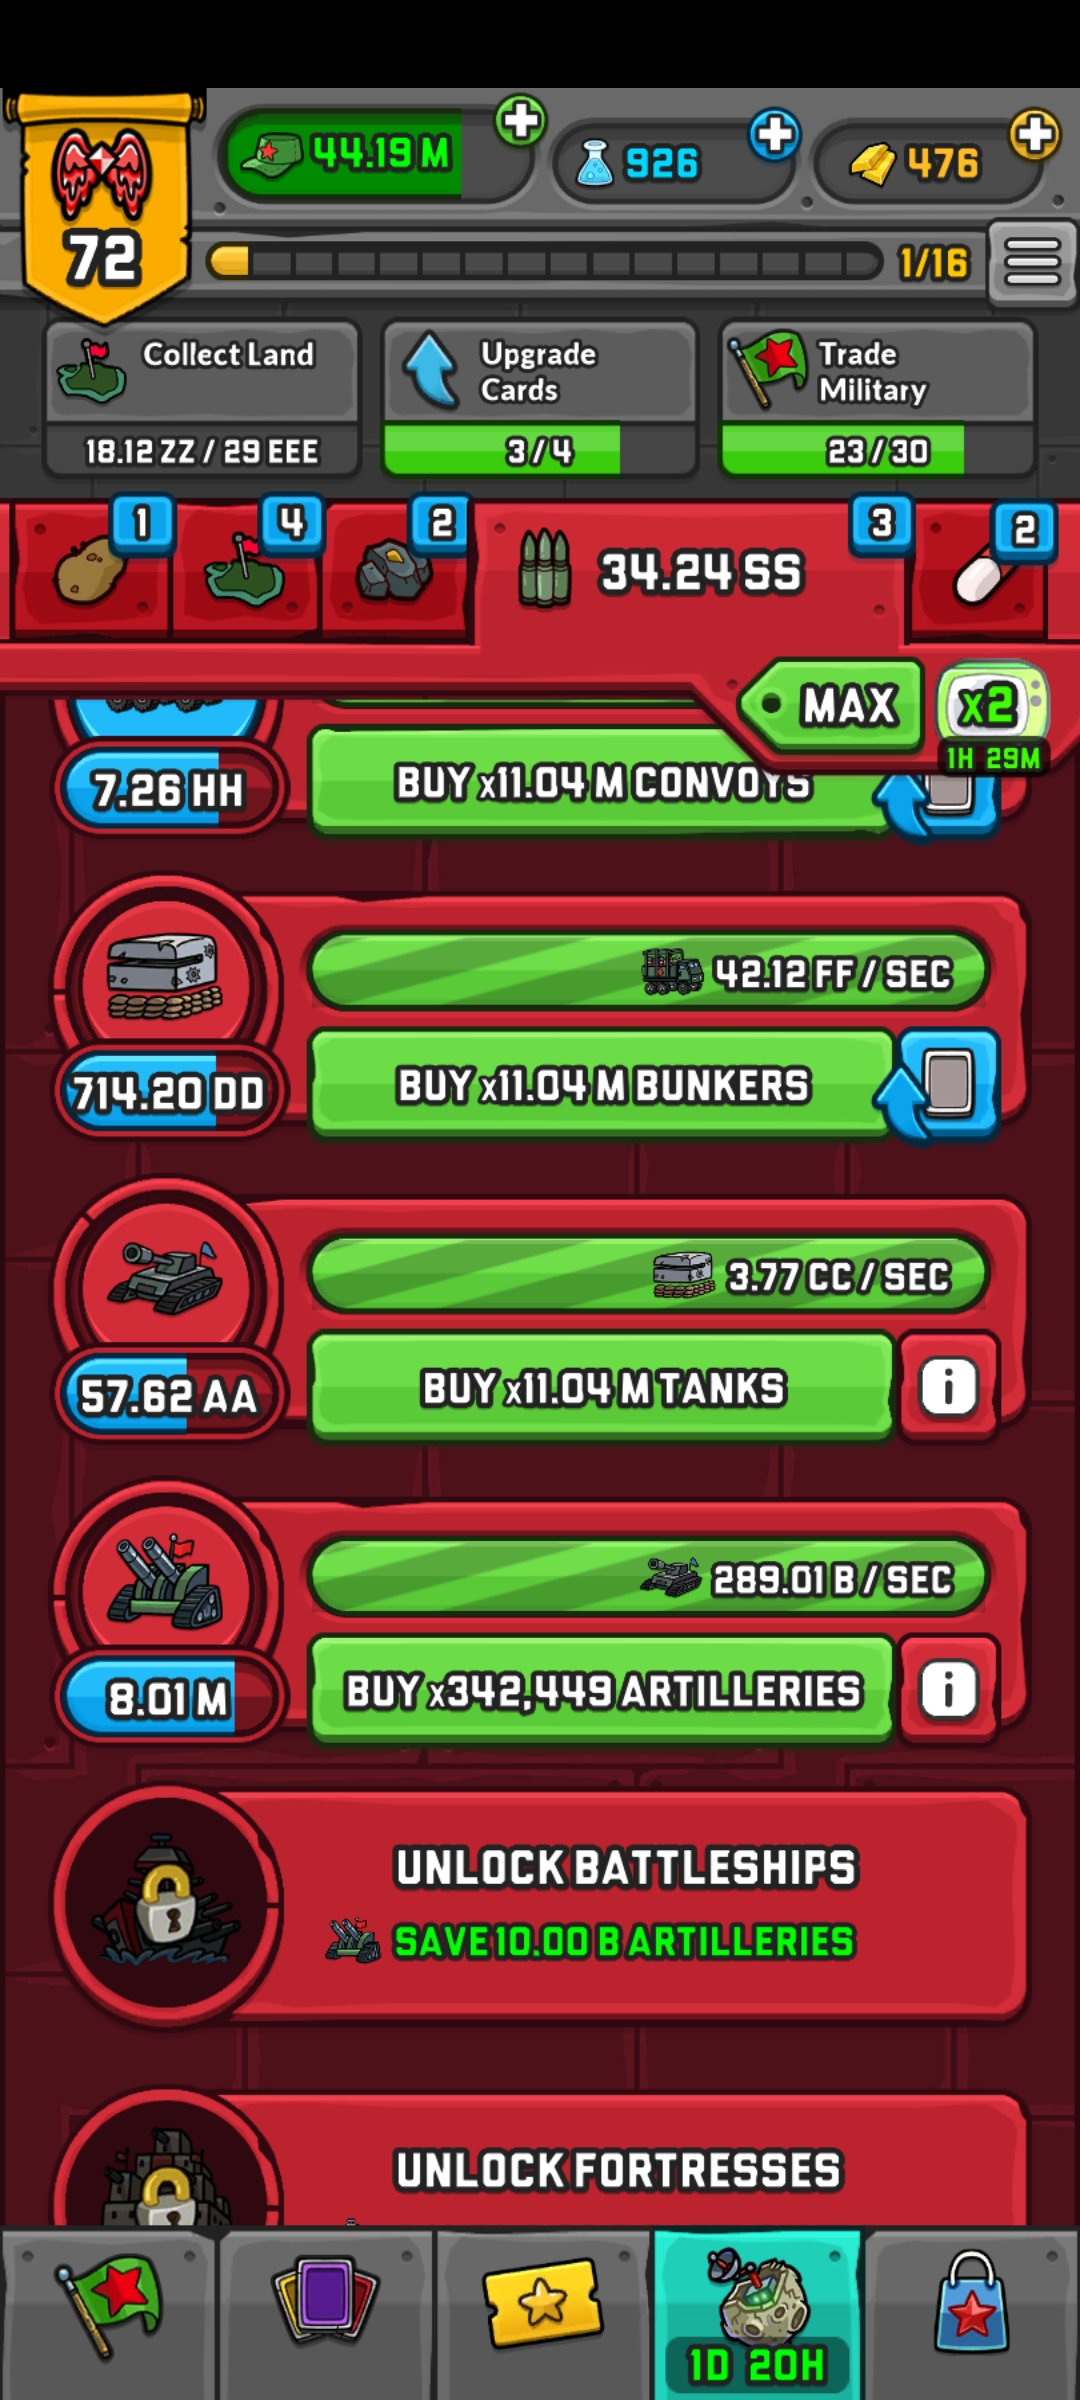 44.19 M
926
476
72
1/16
Collect Land
18.12 ZZ / 29 EEE
Upgrade
Cards
3/4
Trade
Military
23/30
1
4
2
34.24 SS
3
2
MAX
x2
1H 29M
7.26 HH
BUY x11.04 M CONVOYS
42.12 FF / SEC
714.20 DD
BUY x11.04 M BUNKERS
3.77 CC / SEC
57.62 AA
BUY x11.04 M TANKS
i
289.01 B / SEC
8.01 M
BUY x342,449 ARTILLERIES
i
UNLOCK BATTLESHIPS
SAVE 10.00 B ARTILLERIES
UNLOCK FORTRESSES
1D 20H